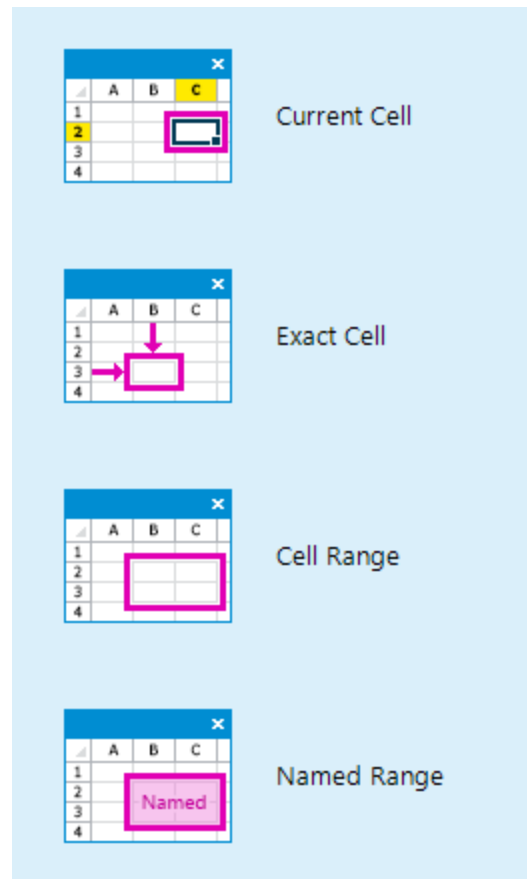 ×
A B C
1
2
3
4
Current Cell
×
A B C
1
2
3
4
Exact Cell
×
A B C
1
2
3
4
Cell Range
×
A B C
1
2
3
4
Named
Named Range